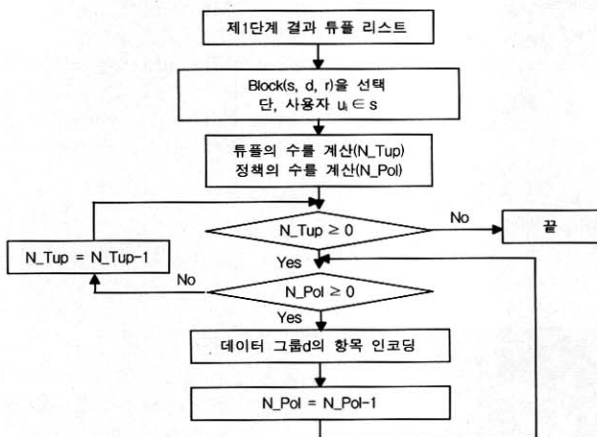 제1단계 결과 튜플 리스트
Block(s, d, r)을 선택
단, 사용자 uᵢ ∈ s
튜플의 수를 계산(N_Tup)
정책의 수를 계산(N_Pol)
N_Tup ≥ 0
No
끝
N_Tup = N_Tup-1
Yes
No
N_Pol ≥ 0
Yes
데이터 그룹d의 항목 인코딩
N_Pol = N_Pol-1